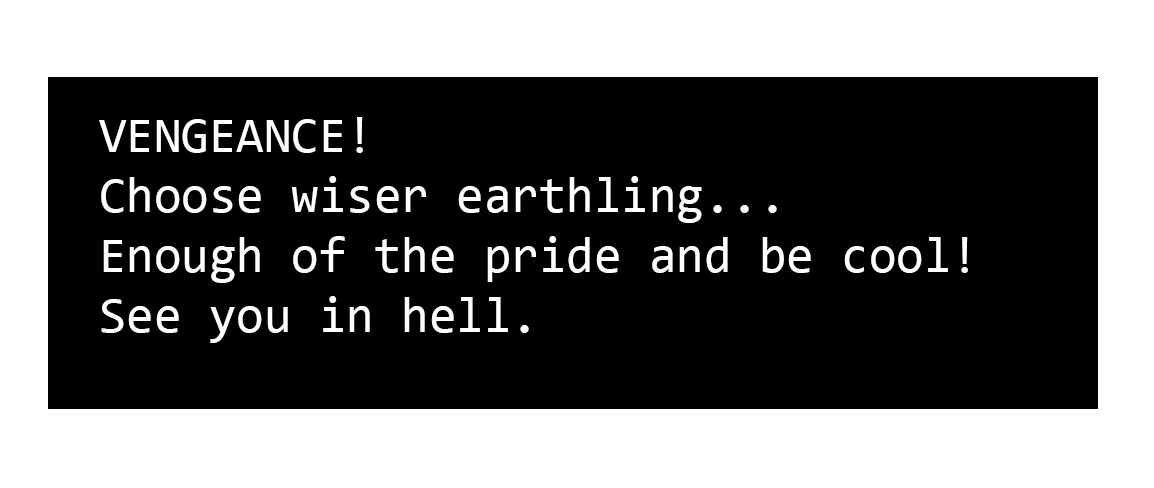 VENGEANCE!
Choose wiser earthling...
Enough of the pride and be cool!
See you in hell.